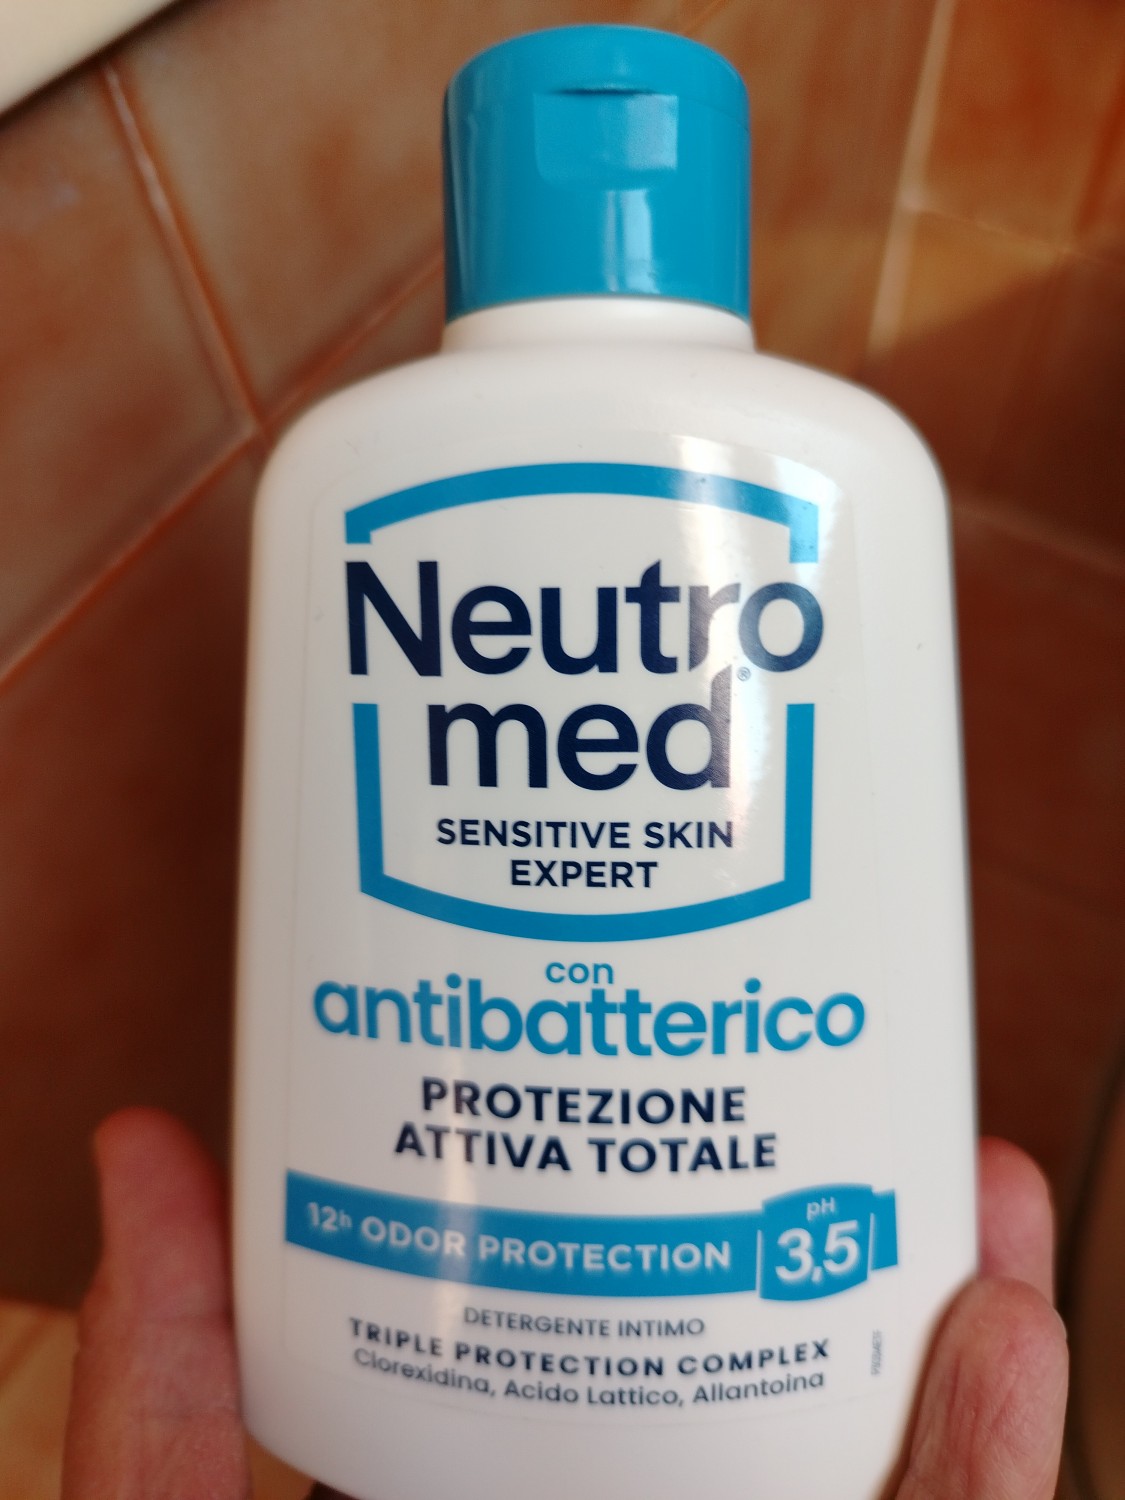 Neutro
med®
SENSITIVE SKIN
EXPERT
con
antibatterico
PROTEZIONE
ATTIVA TOTALE
12h ODOR PROTECTION
pH
3,5
DETERGENTE INTIMO
TRIPLE PROTECTION COMPLEX
Clorexidina, Acido Lattico, Allantoina